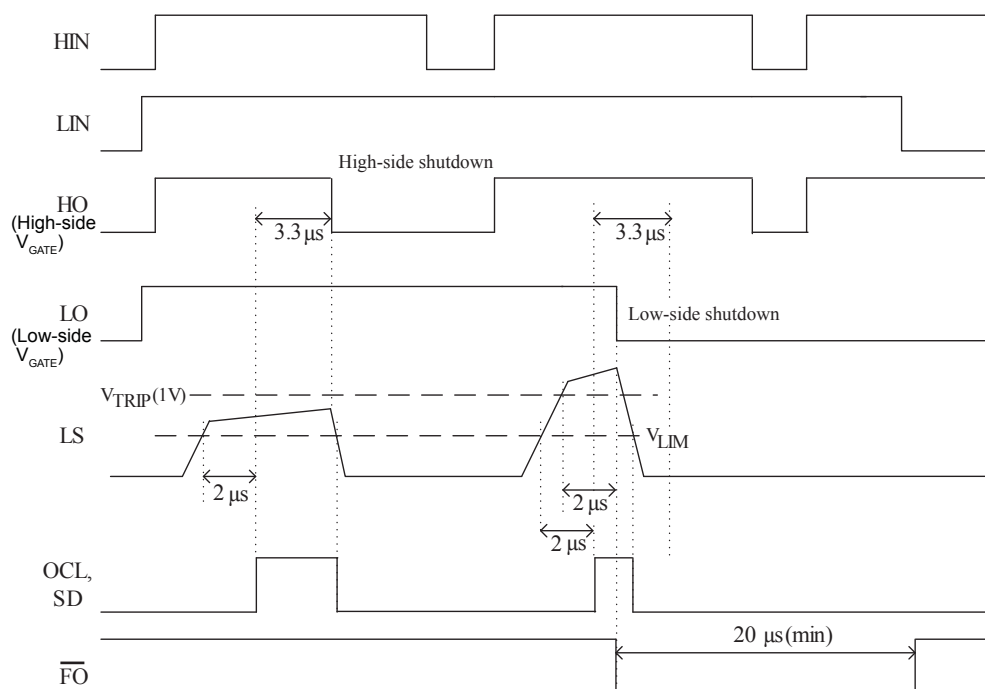 HIN
LIN
High-side shutdown
HO
(High-side
VGATE)
3.3 μs
3.3 μs
LO
(Low-side
VGATE)
Low-side shutdown
VTRIP(1V)
LS
VLIM
2 μs
2 μs
2 μs
OCL,
SD
20 μs(min)
F̅O̅